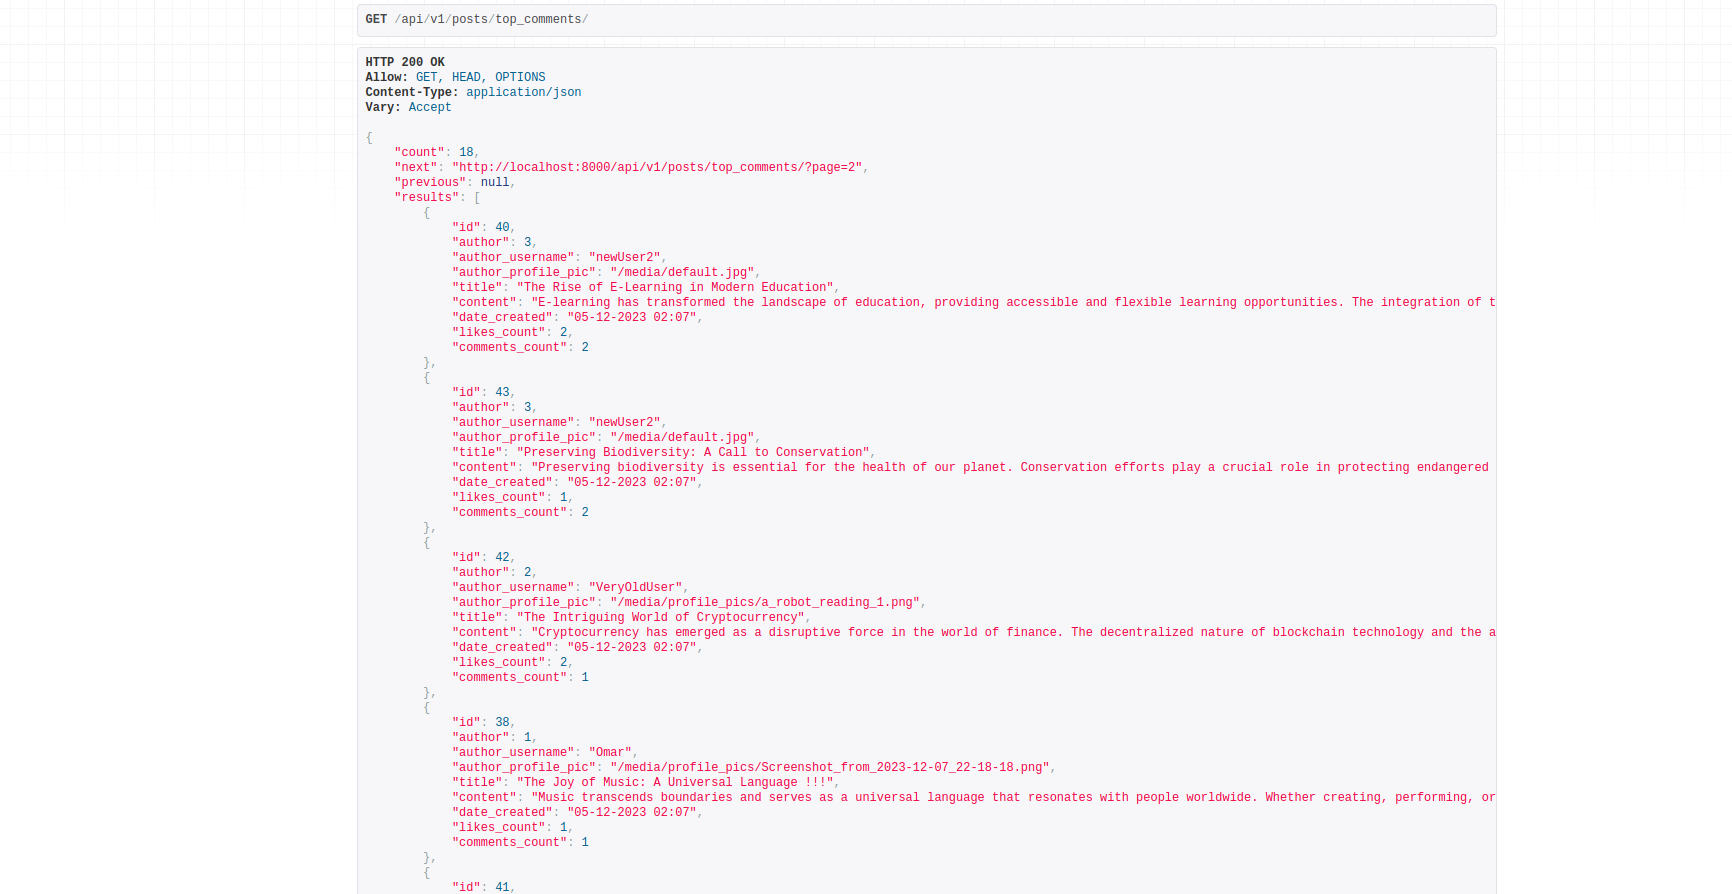 GET /api/v1/posts/top_comments/
HTTP 200 OK
Allow: GET, HEAD, OPTIONS
Content-Type: application/json
Vary: Accept
{
"count": 18,
"next": "http://localhost:8000/api/v1/posts/top_comments/?page=2",
"previous": null,
"results": [
{
"id": 40,
"author": 3,
"author_username": "newUser2",
"author_profile_pic": "/media/default.jpg",
"title": "The Rise of E-Learning in Modern Education",
"content": "E-learning has transformed the landscape of education, providing accessible and flexible learning opportunities. The integration of t
"date_created": "05-12-2023 02:07",
"likes_count": 2,
"comments_count": 2
},
{
"id": 43,
"author": 3,
"author_username": "newUser2",
"author_profile_pic": "/media/default.jpg",
"title": "Preserving Biodiversity: A Call to Conservation",
"content": "Preserving biodiversity is essential for the health of our planet. Conservation efforts play a crucial role in protecting endangered
"date_created": "05-12-2023 02:07",
"likes_count": 1,
"comments_count": 2
},
{
"id": 42,
"author": 2,
"author_username": "VeryOldUser",
"author_profile_pic": "/media/profile_pics/a_robot_reading_1.png",
"title": "The Intriguing World of Cryptocurrency",
"content": "Cryptocurrency has emerged as a disruptive force in the world of finance. The decentralized nature of blockchain technology and the a
"date_created": "05-12-2023 02:07",
"likes_count": 2,
"comments_count": 1
},
{
"id": 38,
"author": 1,
"author_username": "Omar",
"author_profile_pic": "/media/profile_pics/Screenshot_from_2023-12-07_22-18-18.png",
"title": "The Joy of Music: A Universal Language !!!",
"content": "Music transcends boundaries and serves as a universal language that resonates with people worldwide. Whether creating, performing, or
"date_created": "05-12-2023 02:07",
"likes_count": 1,
"comments_count": 1
},
{
"id": 41,